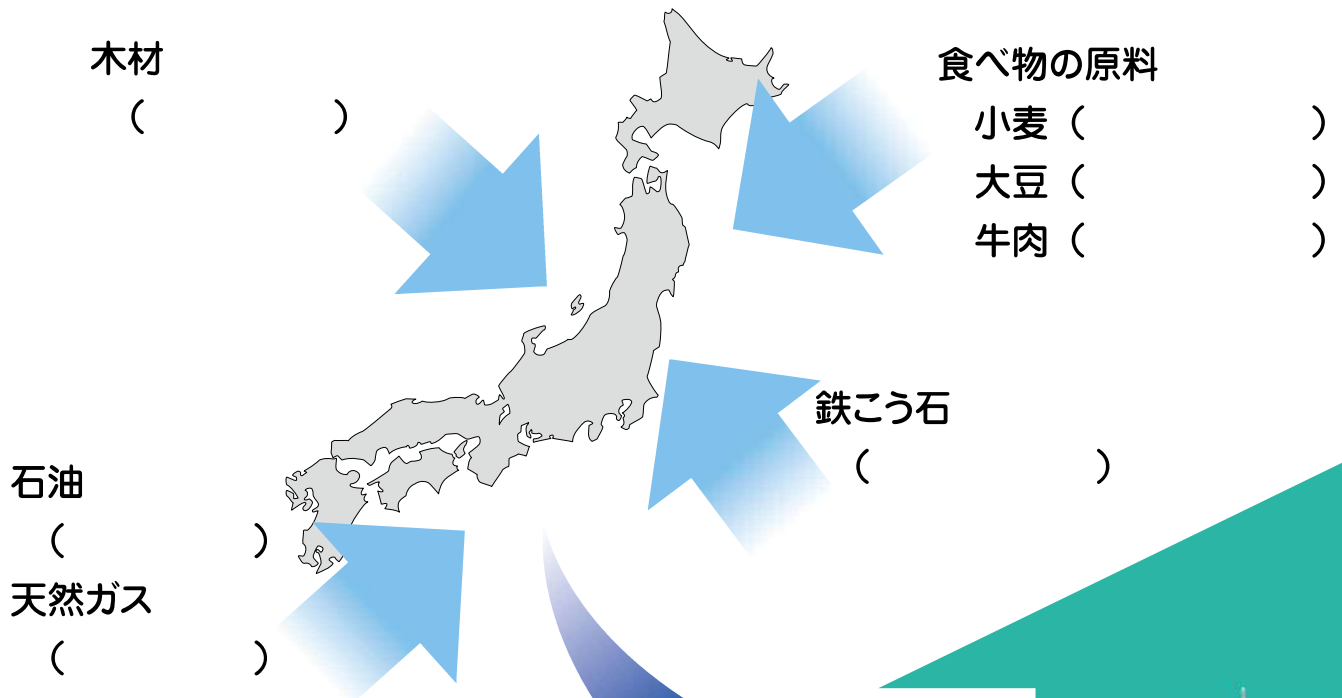 木材
（　　　　　）
食べ物の原料
小麦（　　　　　）
大豆（　　　　　）
牛肉（　　　　　）
鉄こう石
（　　　　　）
石油
（　　　　　）
天然ガス
（　　　　　）